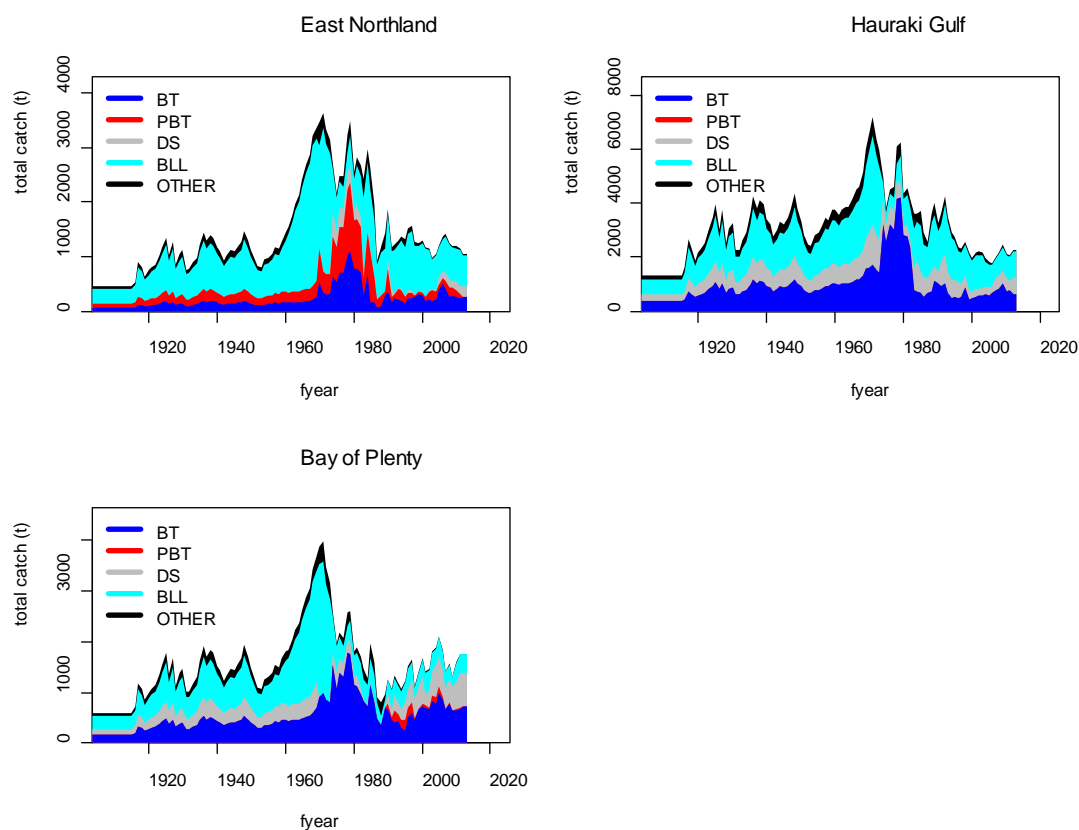 East Northland
total catch (t)
4000
3000
2000
1000
0
BT
PBT
DS
BLL
OTHER
1920 1940 1960 1980 2000 2020
fyear
Hauraki Gulf
total catch (t)
8000
6000
4000
2000
0
BT
PBT
DS
BLL
OTHER
1920 1940 1960 1980 2000 2020
fyear
Bay of Plenty
total catch (t)
3000
1000
0
BT
PBT
DS
BLL
OTHER
1920 1940 1960 1980 2000 2020
fyear